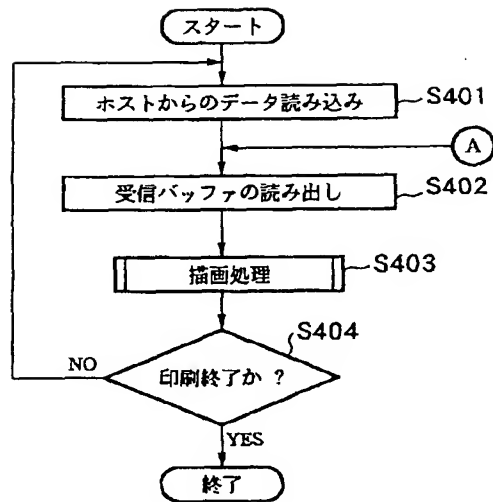 スタート
ホストからのデータ読み込み
S401
A
受信バッファの読み出し
S402
描画処理
S403
S404
印刷終了か ?
NO
YES
終了